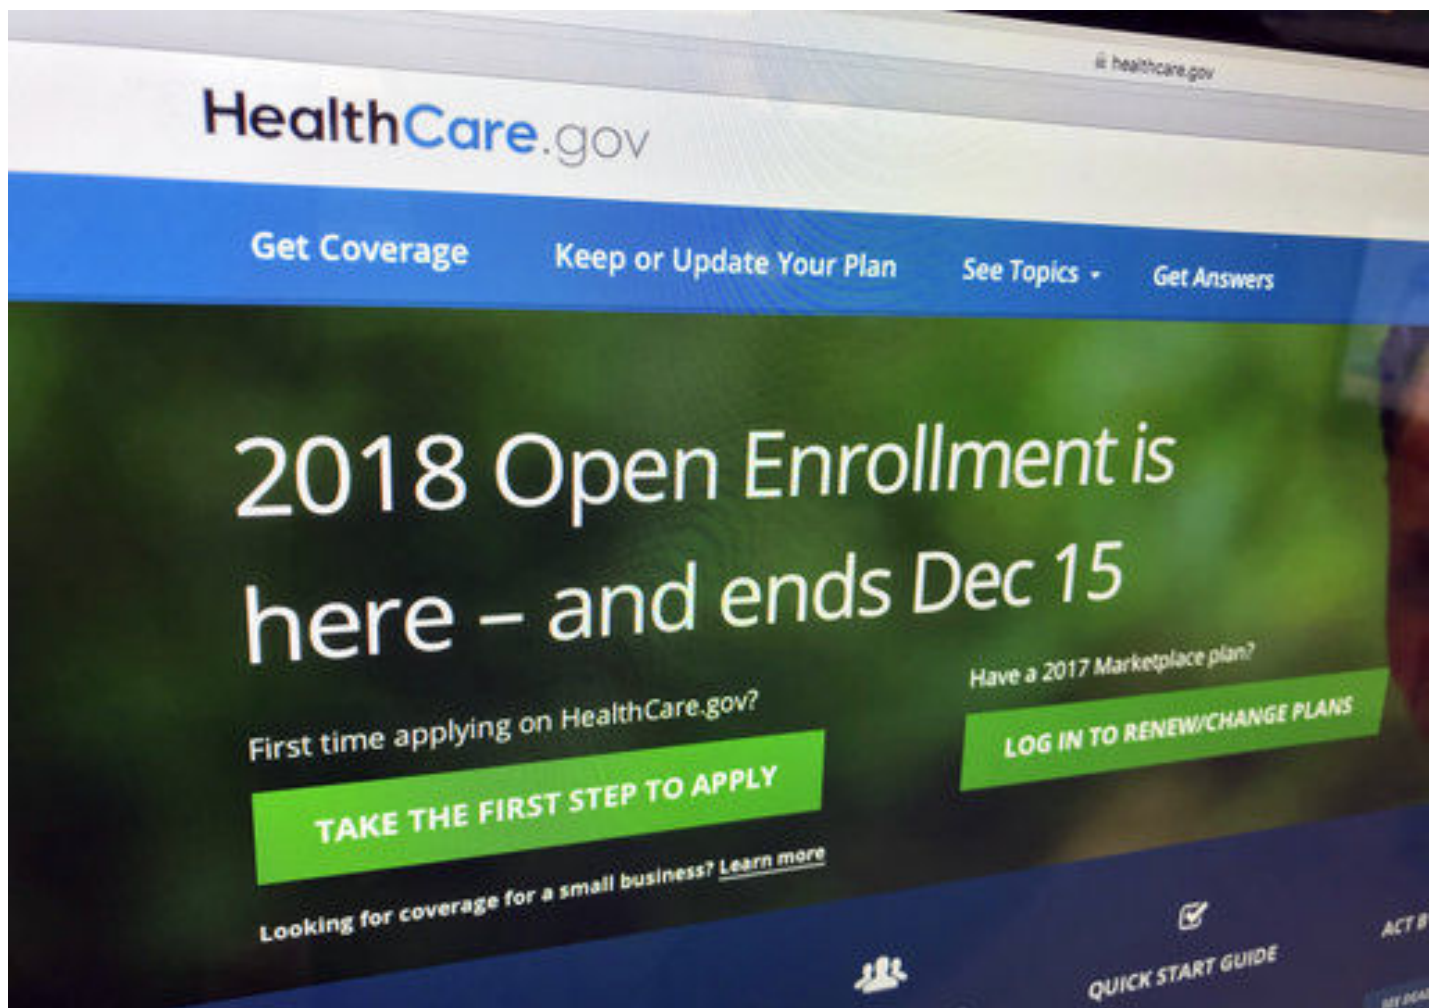 healthcare.gov
HealthCare.gov
Get Coverage
Keep or Update Your Plan
See Topics
Get Answers
2018 Open Enrollment is
here – and ends Dec 15
First time applying on HealthCare.gov?
TAKE THE FIRST STEP TO APPLY
Have a 2017 Marketplace plan?
LOG IN TO RENEW/CHANGE PLANS
Looking for coverage for a small business? Learn more
QUICK START GUIDE
ACT B